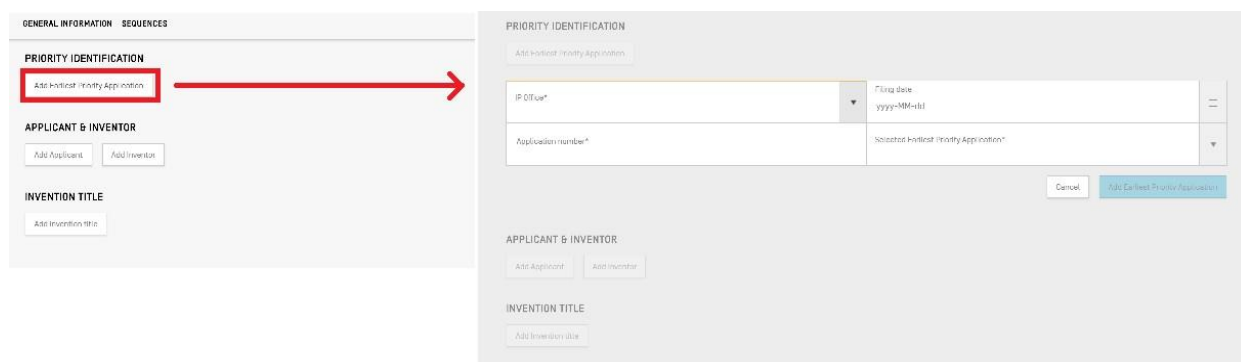 GENERAL INFORMATION SEQUENCES
PRIORITY IDENTIFICATION
Add Earliest Priority Application
APPLICANT & INVENTOR
Add Applicant Add Inventor
INVENTION TITLE
Add Invention title
PRIORITY IDENTIFICATION
Add Earliest Priority Application
IP Office* Filing date
yyyy-MM-dd
Application number* Selected Earliest Priority Application*
Cancel Add Earliest Priority Application
APPLICANT & INVENTOR
Add Applicant Add Inventor
INVENTION TITLE
Add Invention title